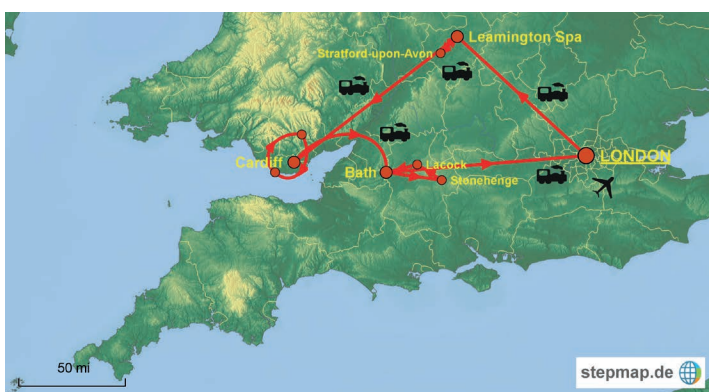 Leamington Spa
Stratford-upon-Avon
Cardiff
LONDON
Lacock
Bath
Stonehenge
50 mi
stepmap.de